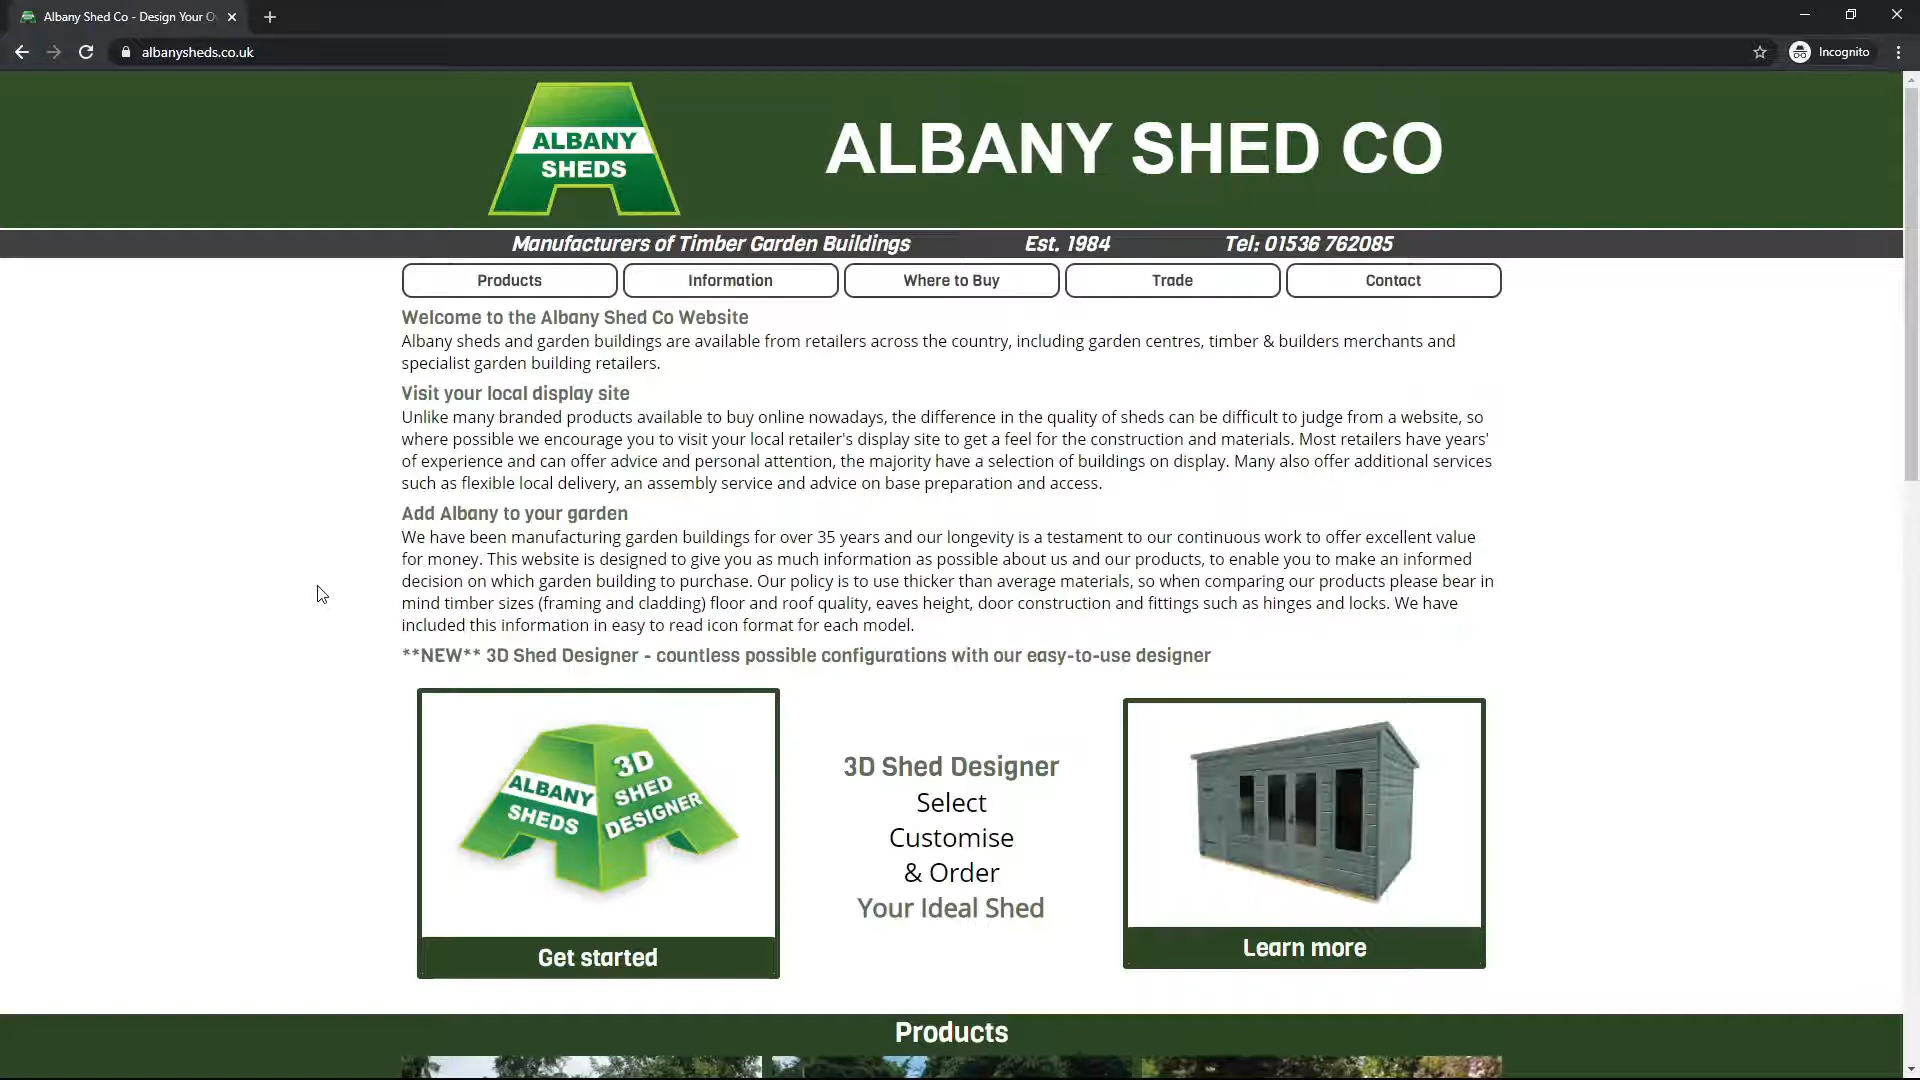 Albany Shed Co - Design Your O
albanysheds.co.uk
Incognito
ALBANY
SHEDS
ALBANY SHED CO
Manufacturers of Timber Garden Buildings Est. 1984 Tel: 01536 762085
Products Information Where to Buy Trade Contact
Welcome to the Albany Shed Co Website
Albany sheds and garden buildings are available from retailers across the country, including garden centres, timber & builders merchants and
specialist garden building retailers.
Visit your local display site
Unlike many branded products available to buy online nowadays, the difference in the quality of sheds can be difficult to judge from a website, so
where possible we encourage you to visit your local retailer's display site to get a feel for the construction and materials. Most retailers have years'
of experience and can offer advice and personal attention, the majority have a selection of buildings on display. Many also offer additional services
such as flexible local delivery, an assembly service and advice on base preparation and access.
Add Albany to your garden
We have been manufacturing garden buildings for over 35 years and our longevity is a testament to our continuous work to offer excellent value
for money. This website is designed to give you as much information as possible about us and our products, to enable you to make an informed
decision on which garden building to purchase. Our policy is to use thicker than average materials, so when comparing our products please bear in
mind timber sizes (framing and cladding) floor and roof quality, eaves height, door construction and fittings such as hinges and locks. We have
included this information in easy to read icon format for each model.
**NEW** 3D Shed Designer - countless possible configurations with our easy-to-use designer
ALBANY
SHEDS
3D
SHED
DESIGNER
Get started
3D Shed Designer
Select
Customise
& Order
Your Ideal Shed
Learn more
Products